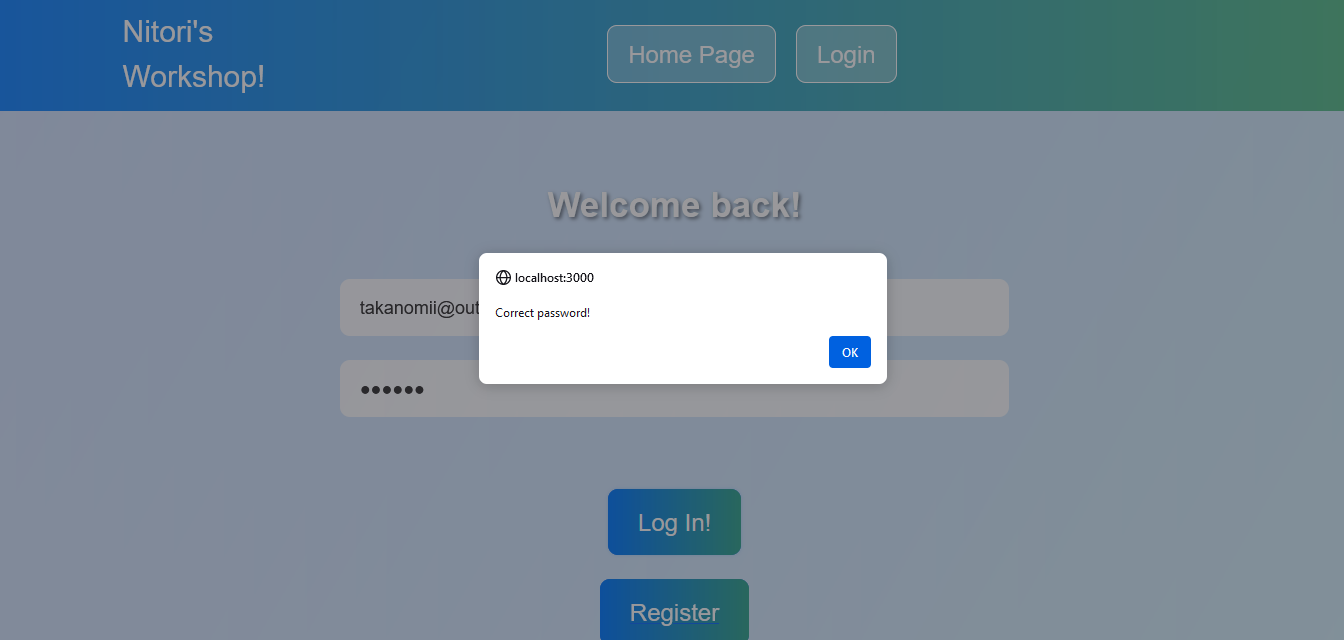 Nitori's
Workshop!
Home Page
Login
Welcome back!
localhost:3000
takanomii@out
Correct password!
OK
••••••
Log In!
Register